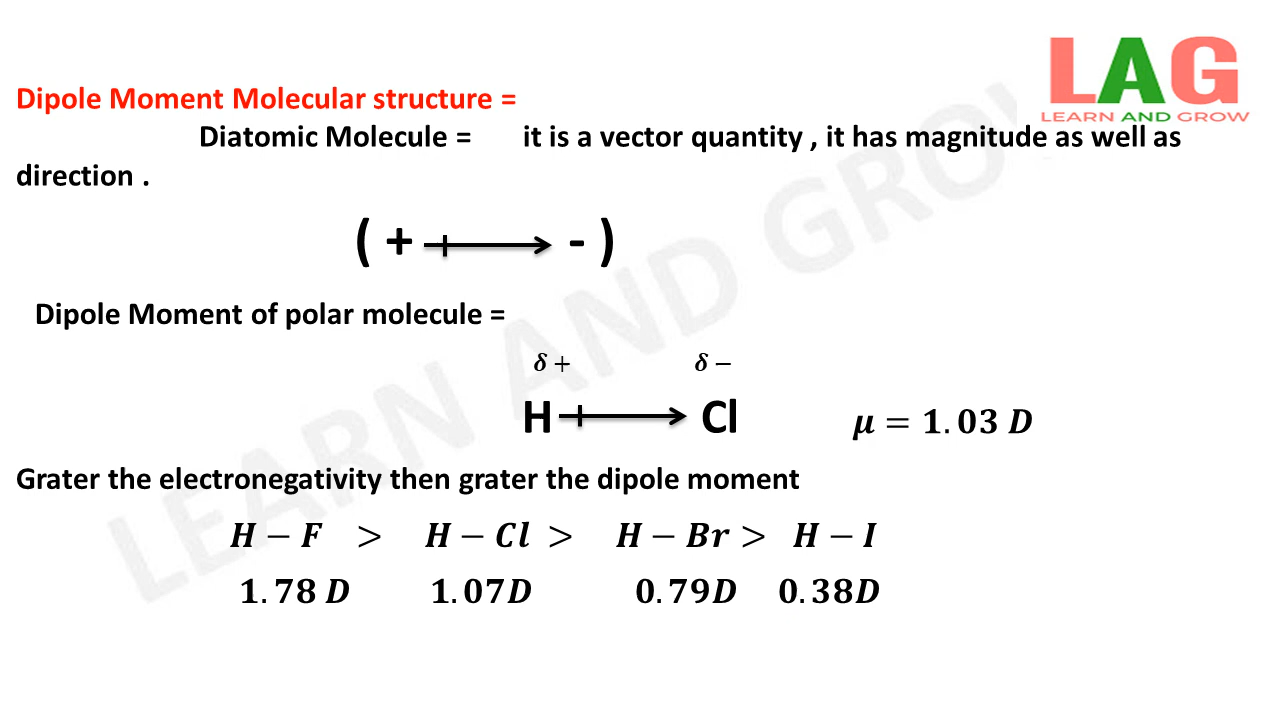 LAG
LEARN AND GROW
Dipole Moment Molecular structure =
Diatomic Molecule = it is a vector quantity , it has magnitude as well as
direction .
( + - )
Dipole Moment of polar molecule =
δ + δ −
H Cl μ = 1.03 D
Grater the electronegativity then grater the dipole moment
H − F > H − Cl > H − Br > H − I
1.78 D 1.07D 0.79D 0.38D
LEARN AND GROW